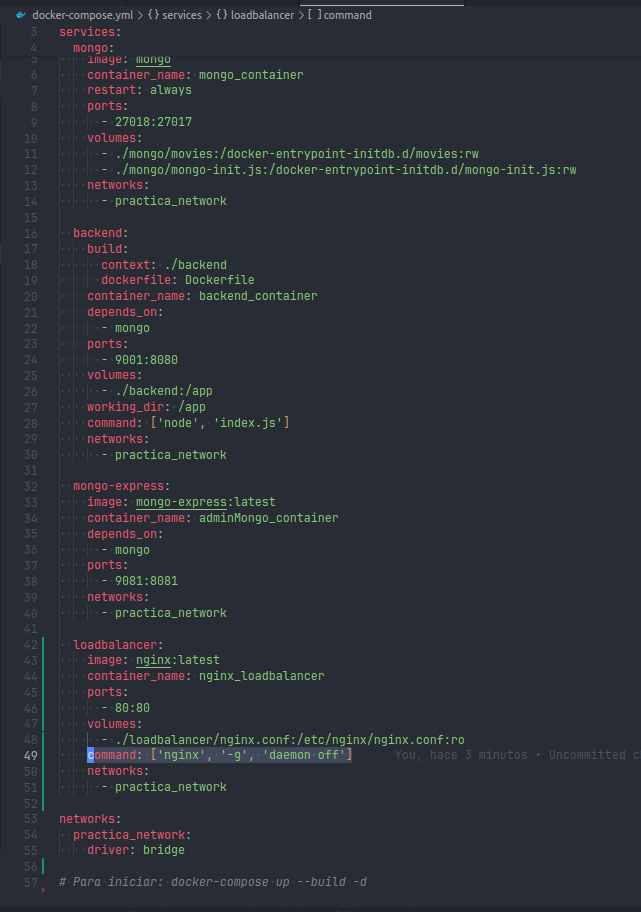 docker-compose.yml > {} services > {} loadbalancer > [ ] command
3 services:
4   mongo:
5     image: mongo
6     container_name: mongo_container
7     restart: always
8     ports:
9       - 27018:27017
10     volumes:
11       - ./mongo/movies:/docker-entrypoint-initdb.d/movies:rw
12       - ./mongo/mongo-init.js:/docker-entrypoint-initdb.d/mongo-init.js:rw
13     networks:
14       - practica_network
15
16   backend:
17     build:
18       context: ./backend
19       dockerfile: Dockerfile
20     container_name: backend_container
21     depends_on:
22       - mongo
23     ports:
24       - 9001:8080
25     volumes:
26       - ./backend:/app
27     working_dir: /app
28     command: ['node', 'index.js']
29     networks:
30       - practica_network
31
32   mongo-express:
33     image: mongo-express:latest
34     container_name: adminMongo_container
35     depends_on:
36       - mongo
37     ports:
38       - 9081:8081
39     networks:
40       - practica_network
41
42   loadbalancer:
43     image: nginx:latest
44     container_name: nginx_loadbalancer
45     ports:
46       - 80:80
47     volumes:
48       - ./loadbalancer/nginx.conf:/etc/nginx/nginx.conf:ro
49     command: ['nginx', '-g', 'daemon off'] You, hace 3 minutos • Uncommitted c
50     networks:
51       - practica_network
52
53 networks:
54   practica_network:
55     driver: bridge
56
57 # Para iniciar: docker-compose up --build -d